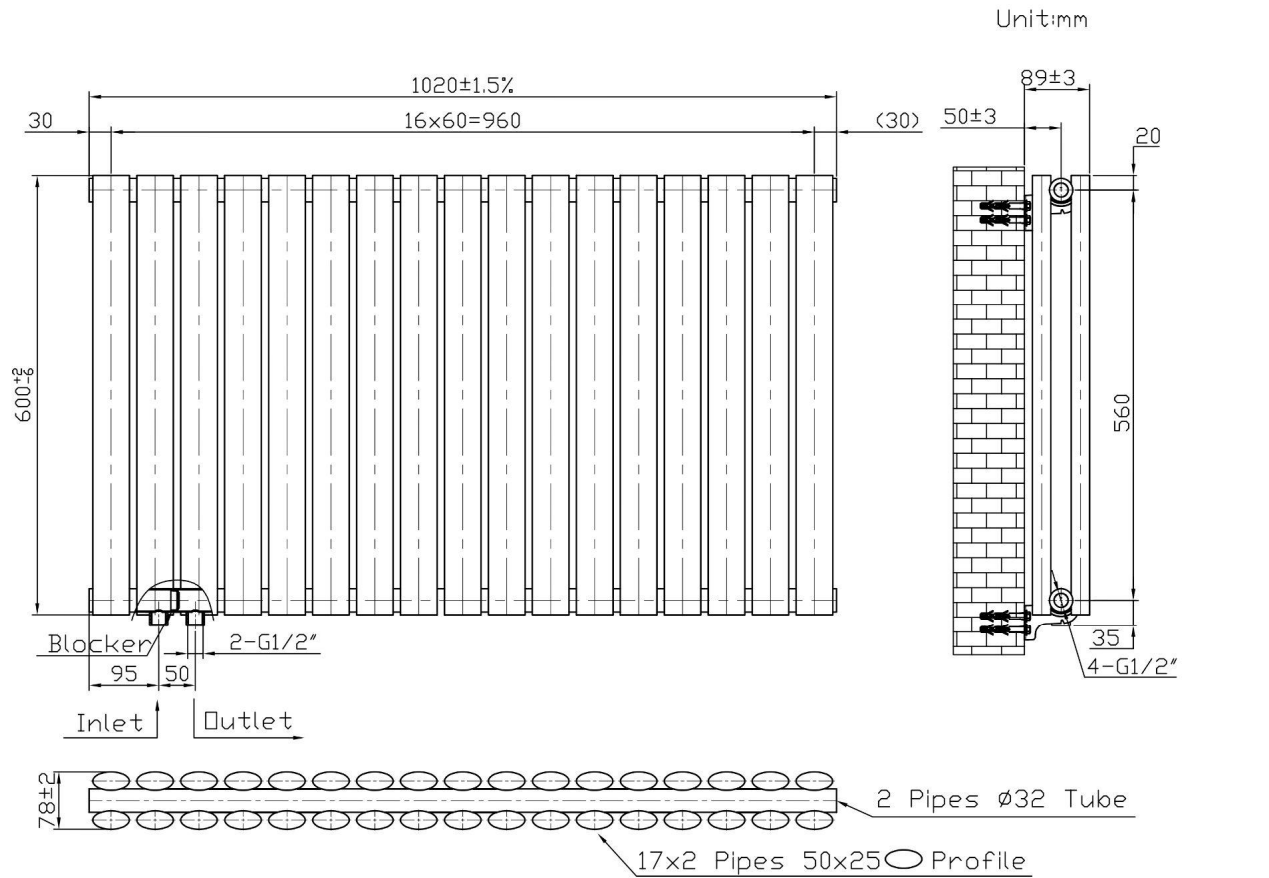 Unit:mm
1020±1.5%
89±3
30
16x60=960
(30)
50±3
20
600+2-6
560
Blocker
2-G1/2"
35
95
50
4-G1/2"
Inlet
Outlet
78±2
2 Pipes Ø32 Tube
17x2 Pipes 50x25 Profile